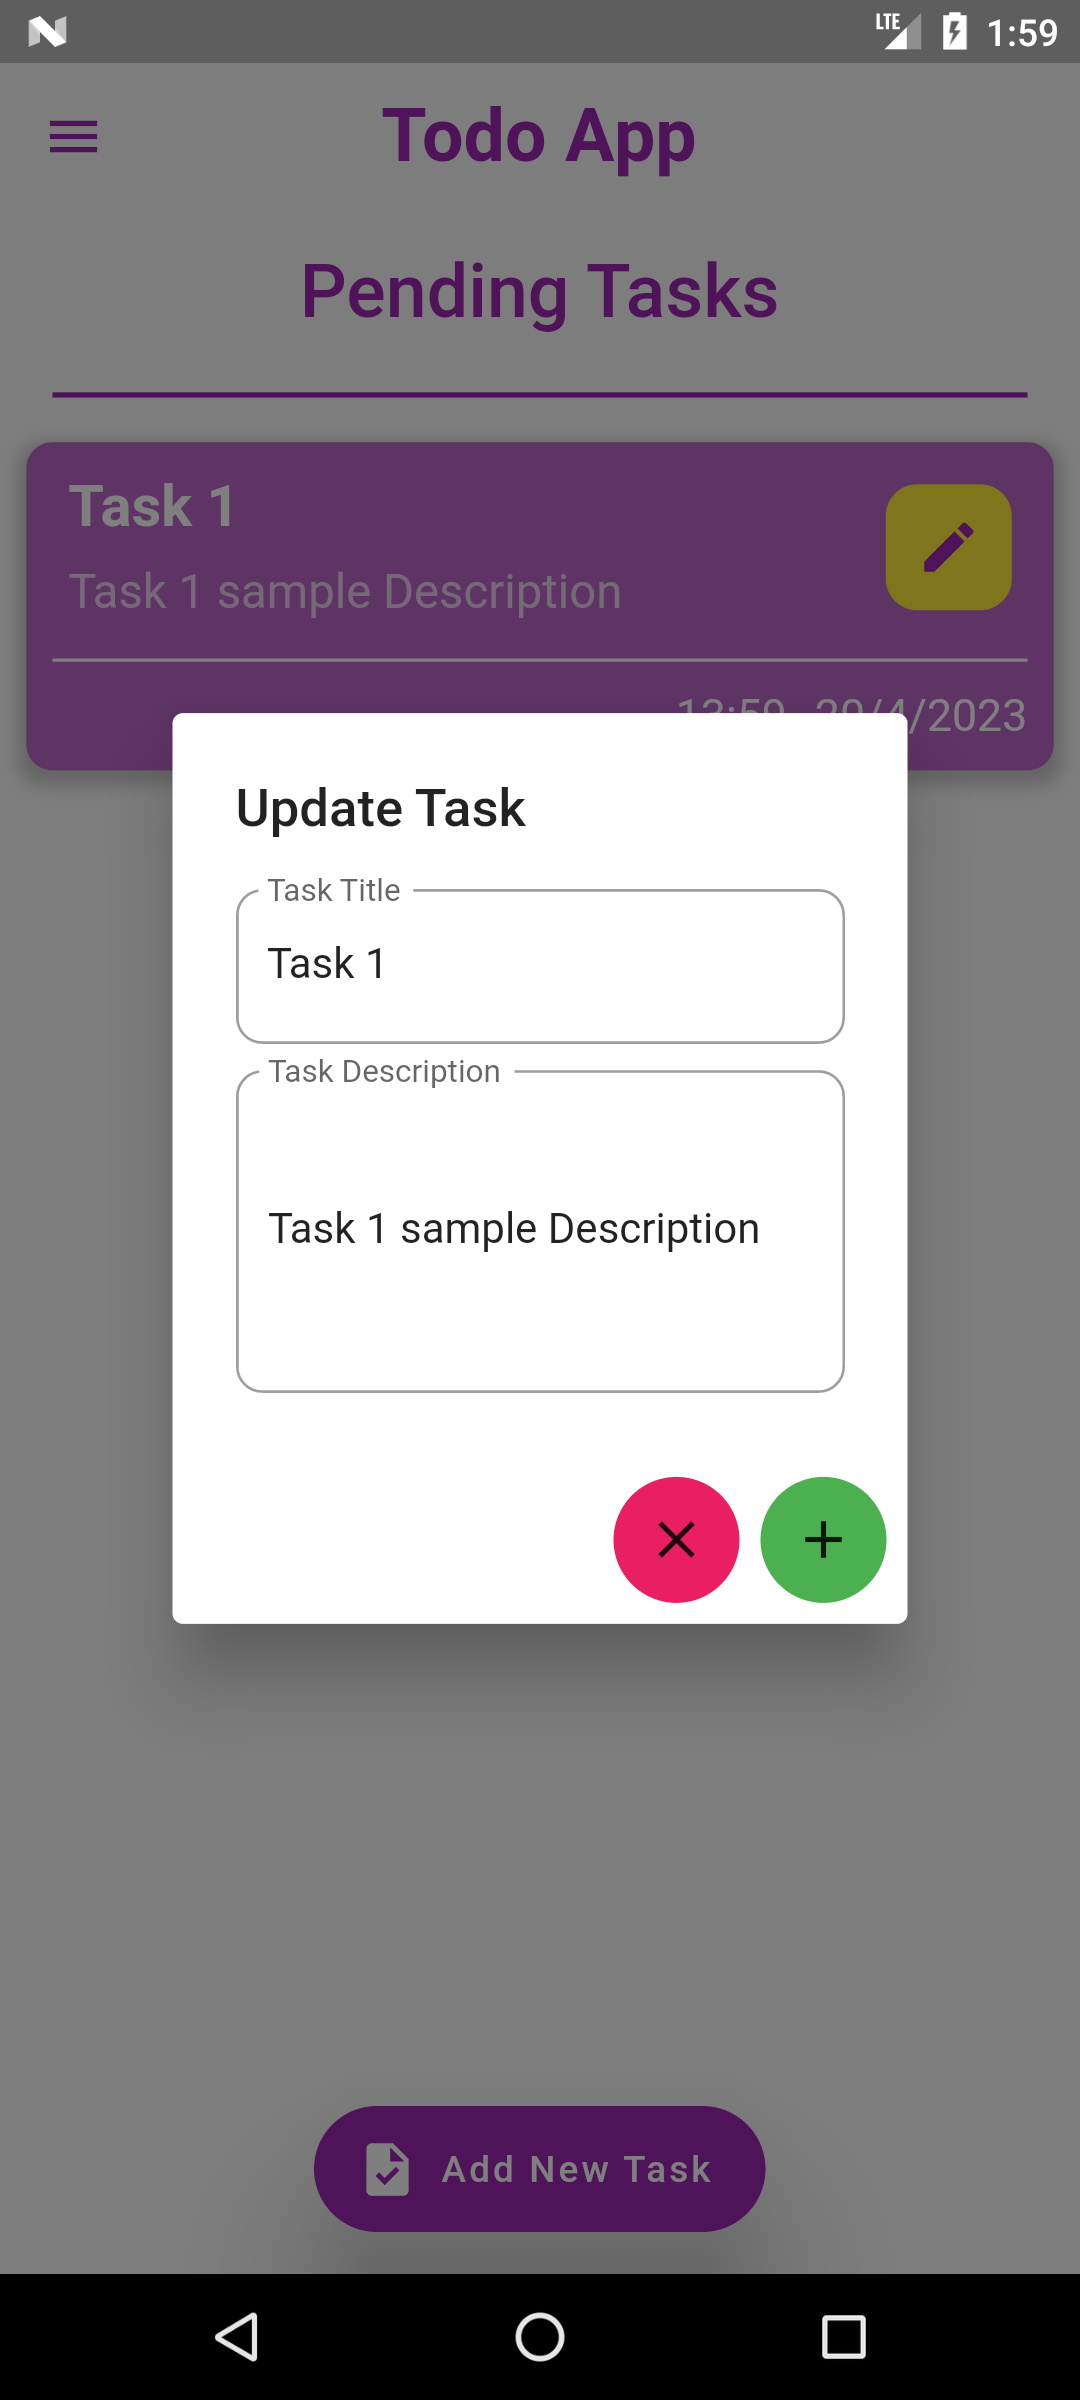 LTE 1:59
Todo App
Pending Tasks
Task 1
Task 1 sample Description
/2023
Update Task
Task Title
Task 1
Task Description
Task 1 sample Description
Add New Task